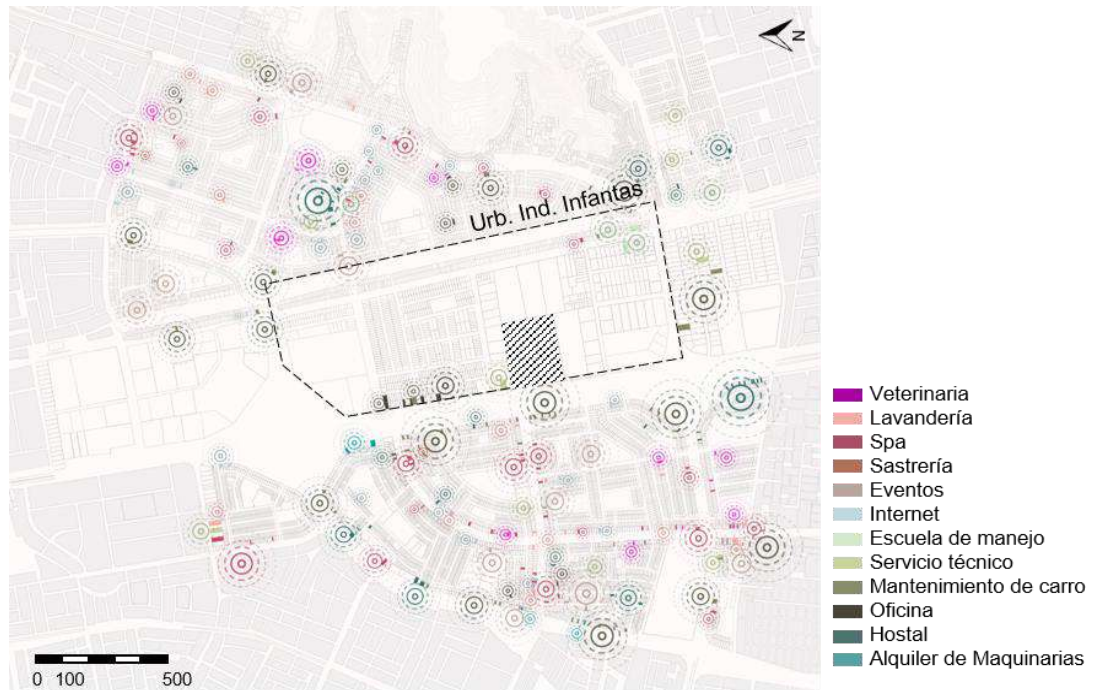 N
Urb. Ind. Infantas
Veterinaria
Lavandería
Spa
Sastrería
Eventos
Internet
Escuela de manejo
Servicio técnico
Mantenimiento de carro
Oficina
Hostal
Alquiler de Maquinarias
0 100 500